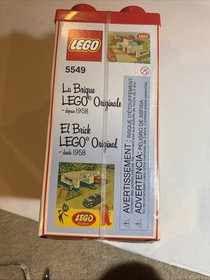 LEGO
5549
La Brique
LEGO® Originale
- depuis 1958
El Brick
LEGO® Original
- desde 1958
LEGO
AVERTISSEMENT : RISQUE D'ÉTOUFFEMENT
ADVERTENCIA: PELIGRO DE ASFIXIA